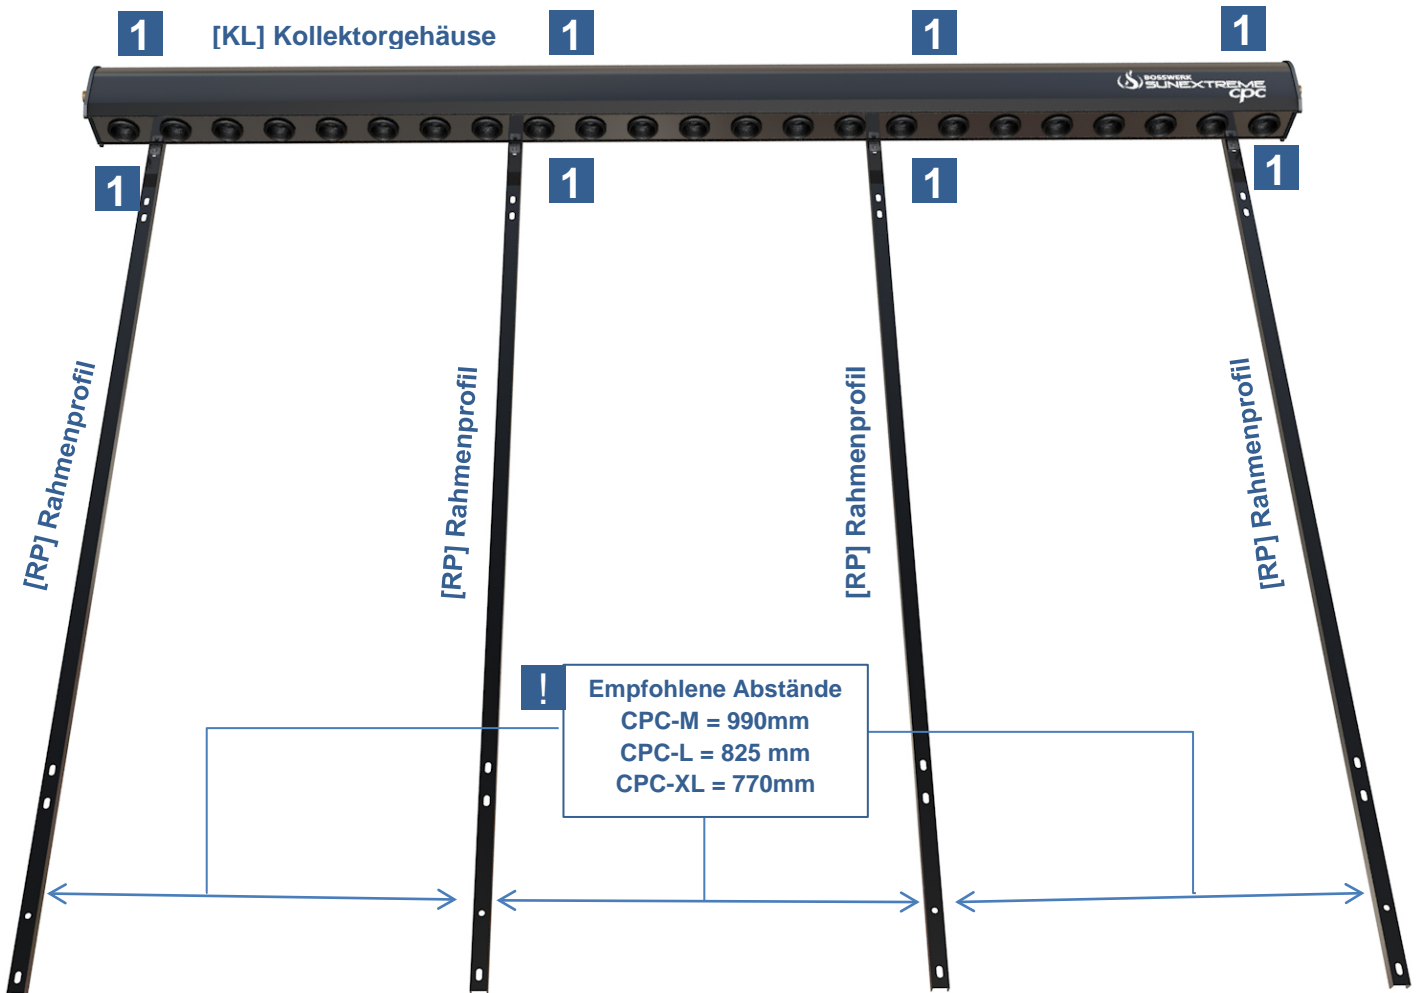 1
[KL] Kollektorgehäuse
1
1
1
BOSSWERK
SUNEXTREME
cpc
1
1
1
1
[RP] Rahmenprofil
[RP] Rahmenprofil
[RP] Rahmenprofil
[RP] Rahmenprofil
!
Empfohlene Abstände
CPC-M = 990mm
CPC-L = 825 mm
CPC-XL = 770mm